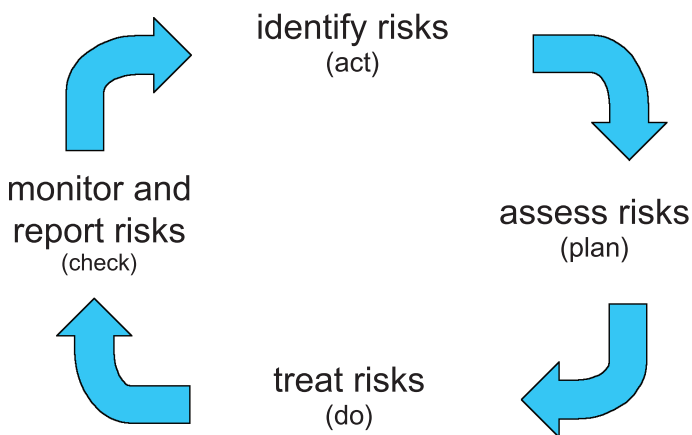 identify risks
(act)
assess risks
(plan)
treat risks
(do)
monitor and
report risks
(check)